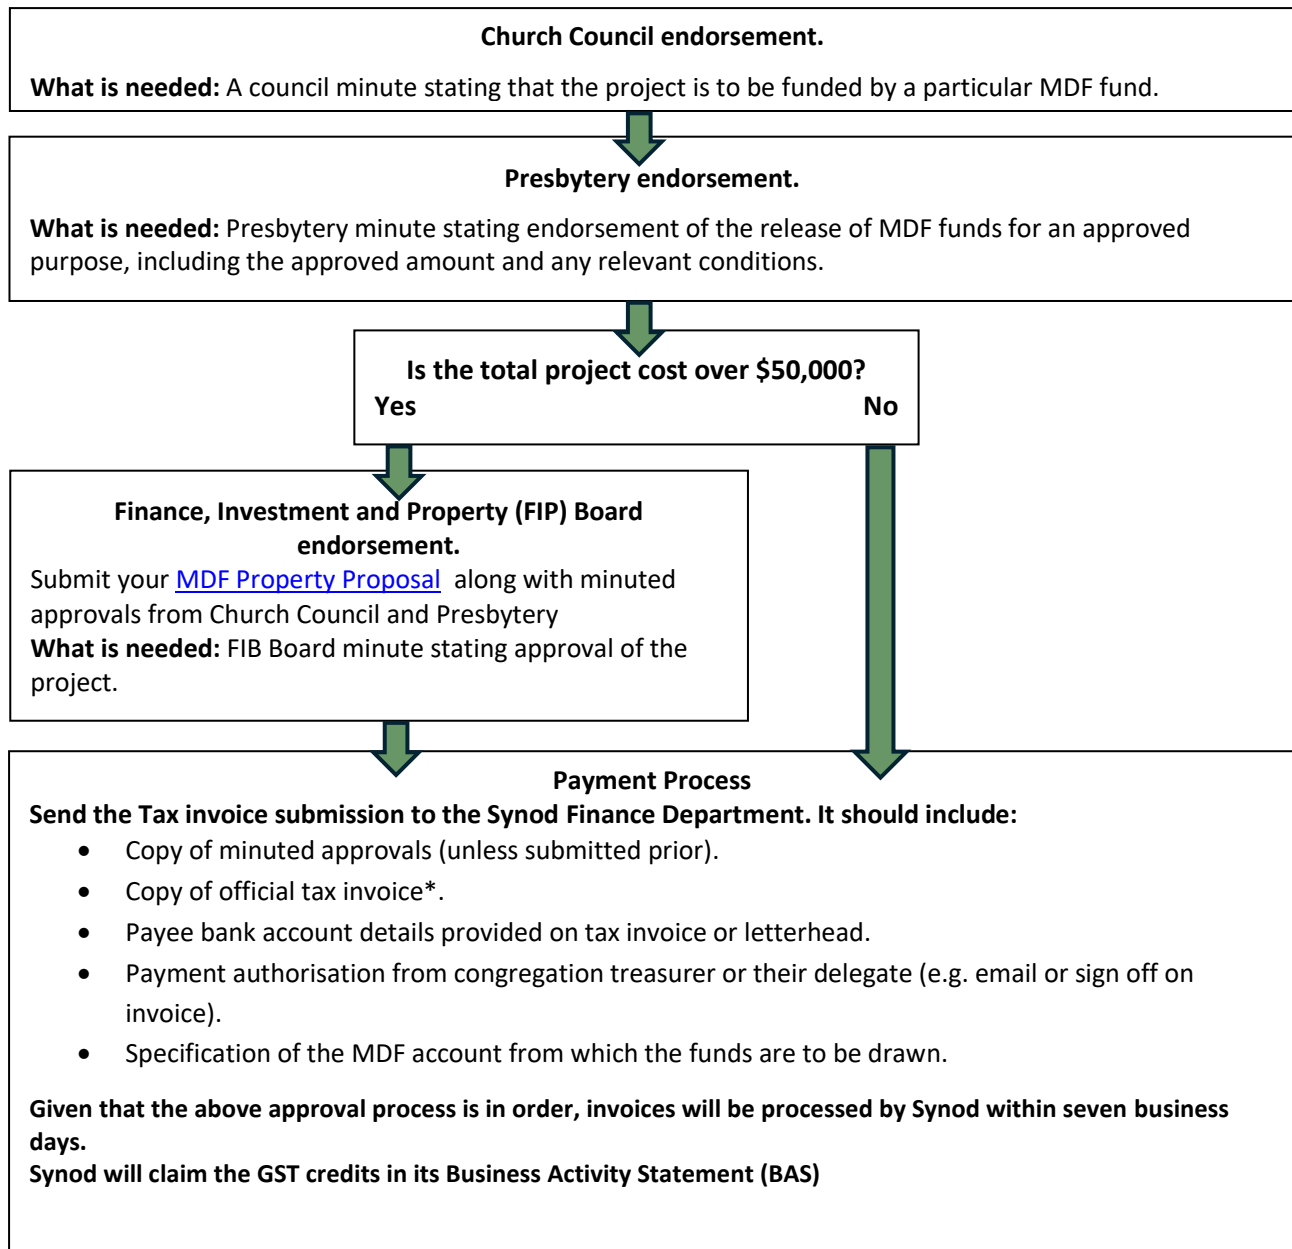 Church Council endorsement.
What is needed: A council minute stating that the project is to be funded by a particular MDF fund.
Presbytery endorsement.
What is needed: Presbytery minute stating endorsement of the release of MDF funds for an approved
purpose, including the approved amount and any relevant conditions.
Is the total project cost over $50,000?
Yes No
Finance, Investment and Property (FIP) Board
endorsement.
Submit your MDF Property Proposal along with minuted
approvals from Church Council and Presbytery
What is needed: FIB Board minute stating approval of the
project.
Payment Process
Send the Tax invoice submission to the Synod Finance Department. It should include:
• Copy of minuted approvals (unless submitted prior).
• Copy of official tax invoice*.
• Payee bank account details provided on tax invoice or letterhead.
• Payment authorisation from congregation treasurer or their delegate (e.g. email or sign off on
invoice).
• Specification of the MDF account from which the funds are to be drawn.
Given that the above approval process is in order, invoices will be processed by Synod within seven business
days.
Synod will claim the GST credits in its Business Activity Statement (BAS)